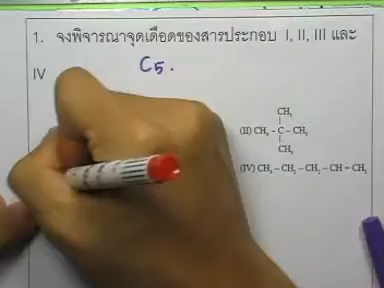 1. จงพิจารณาจุดเดือดของสารประกอบ I, II, III และ
IV
C₅.
CH₃
(II) CH₃ - C - CH₃
CH₃
(IV) CH₃ - CH₂ - CH₂ - CH = CH₂